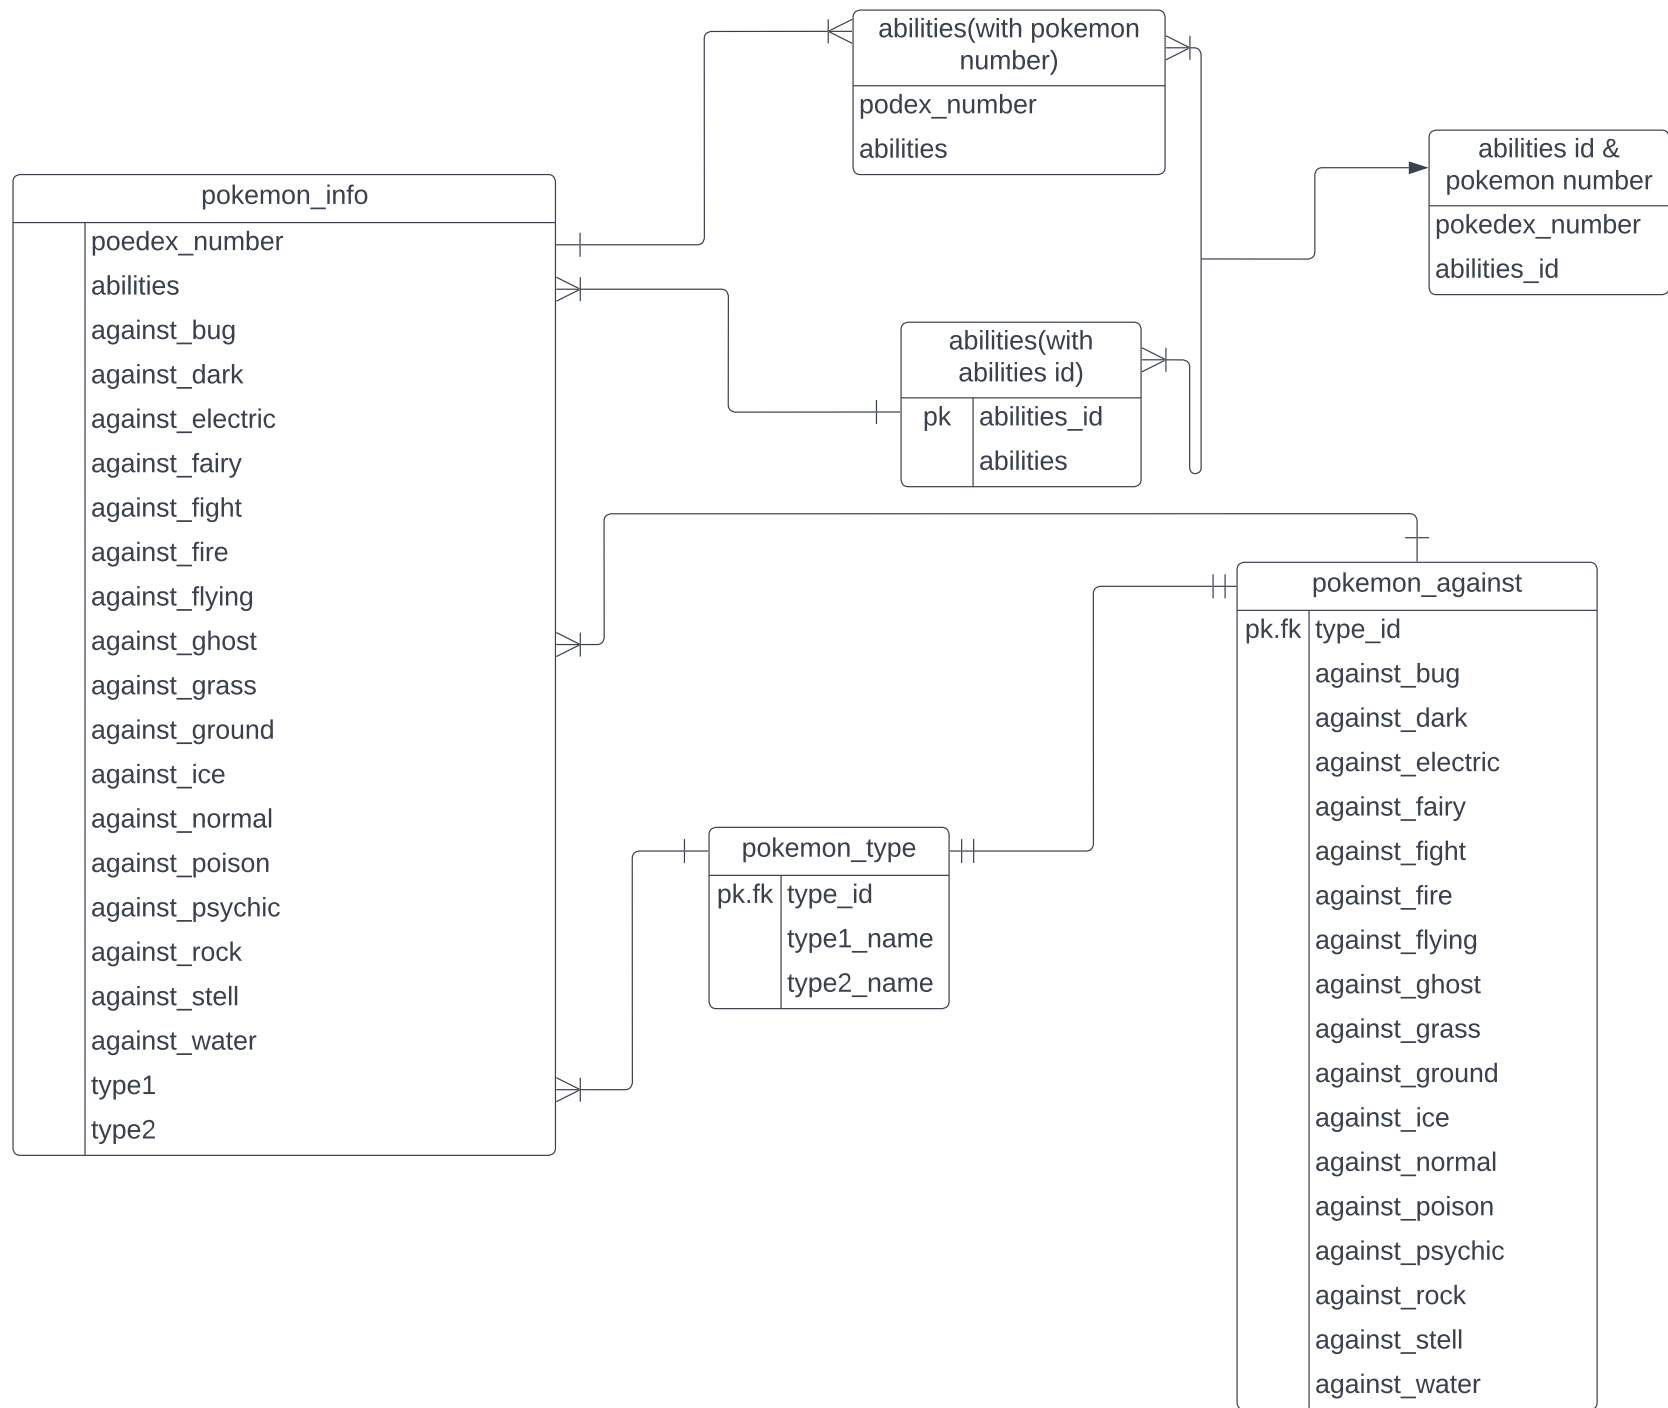 abilities(with pokemon
number)
podex_number
abilities
abilities id &
pokemon number
pokedex_number
abilities_id
pokemon_info
poedex_number
abilities
against_bug
against_dark
against_electric
against_fairy
against_fight
against_fire
against_flying
against_ghost
against_grass
against_ground
against_ice
against_normal
against_poison
against_psychic
against_rock
against_stell
against_water
type1
type2
abilities(with
abilities id)
pk abilities_id
abilities
pokemon_type
pk.fk type_id
type1_name
type2_name
pokemon_against
pk.fk type_id
against_bug
against_dark
against_electric
against_fairy
against_fight
against_fire
against_flying
against_ghost
against_grass
against_ground
against_ice
against_normal
against_poison
against_psychic
against_rock
against_stell
against_water